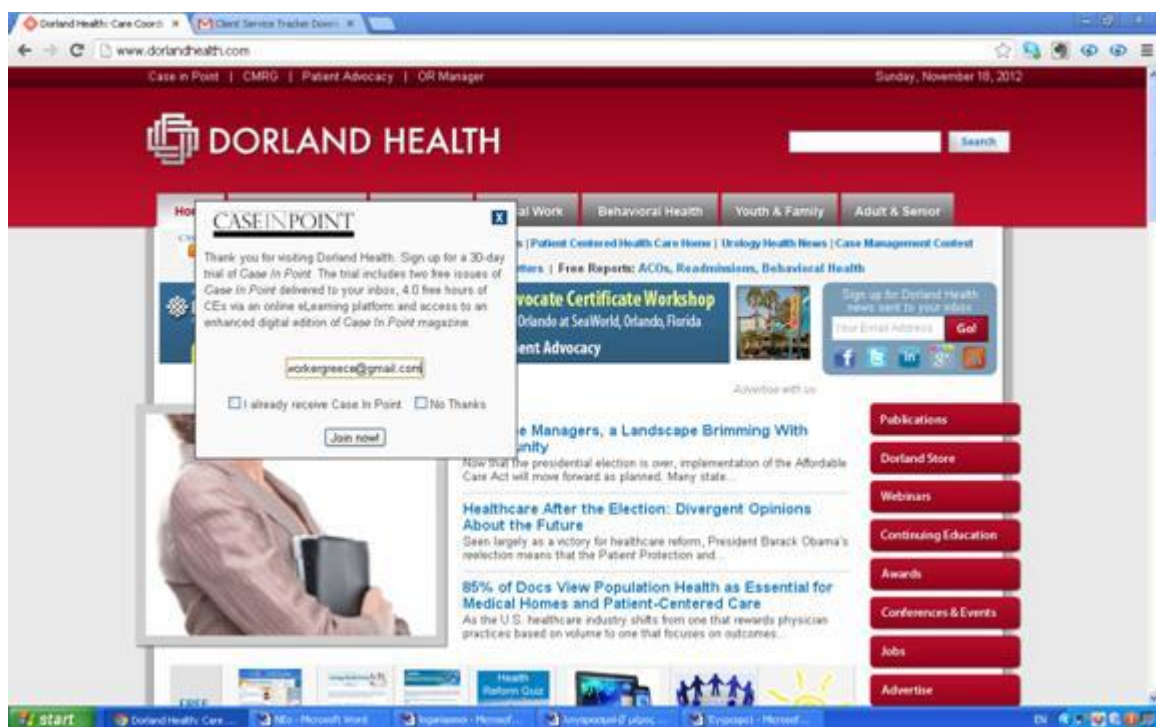 Dorland Health: Care Coord
Client Service Tracker Down
www.dorlandhealth.com
Case in Point | CMRG | Patient Advocacy | OR Manager
Sunday, November 18, 2012
DORLAND HEALTH
Search
al Work
Behavioral Health
Youth & Family
Adult & Senior
CASEINPOINT
X
Thank you for visiting Dorland Health. Sign up for a 30-day
trial of Case In Point. The trial includes two free issues of
Case In Point delivered to your inbox, 4.0 free hours of
CEs via an online eLearning platform and access to an
enhanced digital edition of Case In Point magazine.
workergreece@gmail.com
I already receive Case In Point
No Thanks
Join now!
s | Patient Centered Health Care Home | Urology Health News | Case Management Contest
tters | Free Reports: ACOs, Readmissions, Behavioral Health
vocate Certificate Workshop
Orlando at SeaWorld, Orlando, Florida
ent Advocacy
Sign up for Dorland Health
news sent to your inbox
Your Email Address
Go!
Advertise with us
e Managers, a Landscape Brimming With
unity
Now that the presidential election is over, implementation of the Affordable
Care Act will move forward as planned. Many state...
Healthcare After the Election: Divergent Opinions
About the Future
Seen largely as a victory for healthcare reform, President Barack Obama's
reelection means that the Patient Protection and...
85% of Docs View Population Health as Essential for
Medical Homes and Patient-Centered Care
As the U.S. healthcare industry shifts from one that rewards physician
practices based on volume to one that focuses on outcomes...
Publications
Dorland Store
Webinars
Continuing Education
Awards
Conferences & Events
Jobs
Advertise
FREE
Health
Reform Quiz
start
Dorland Health: Care ...
Microsoft Word
EN